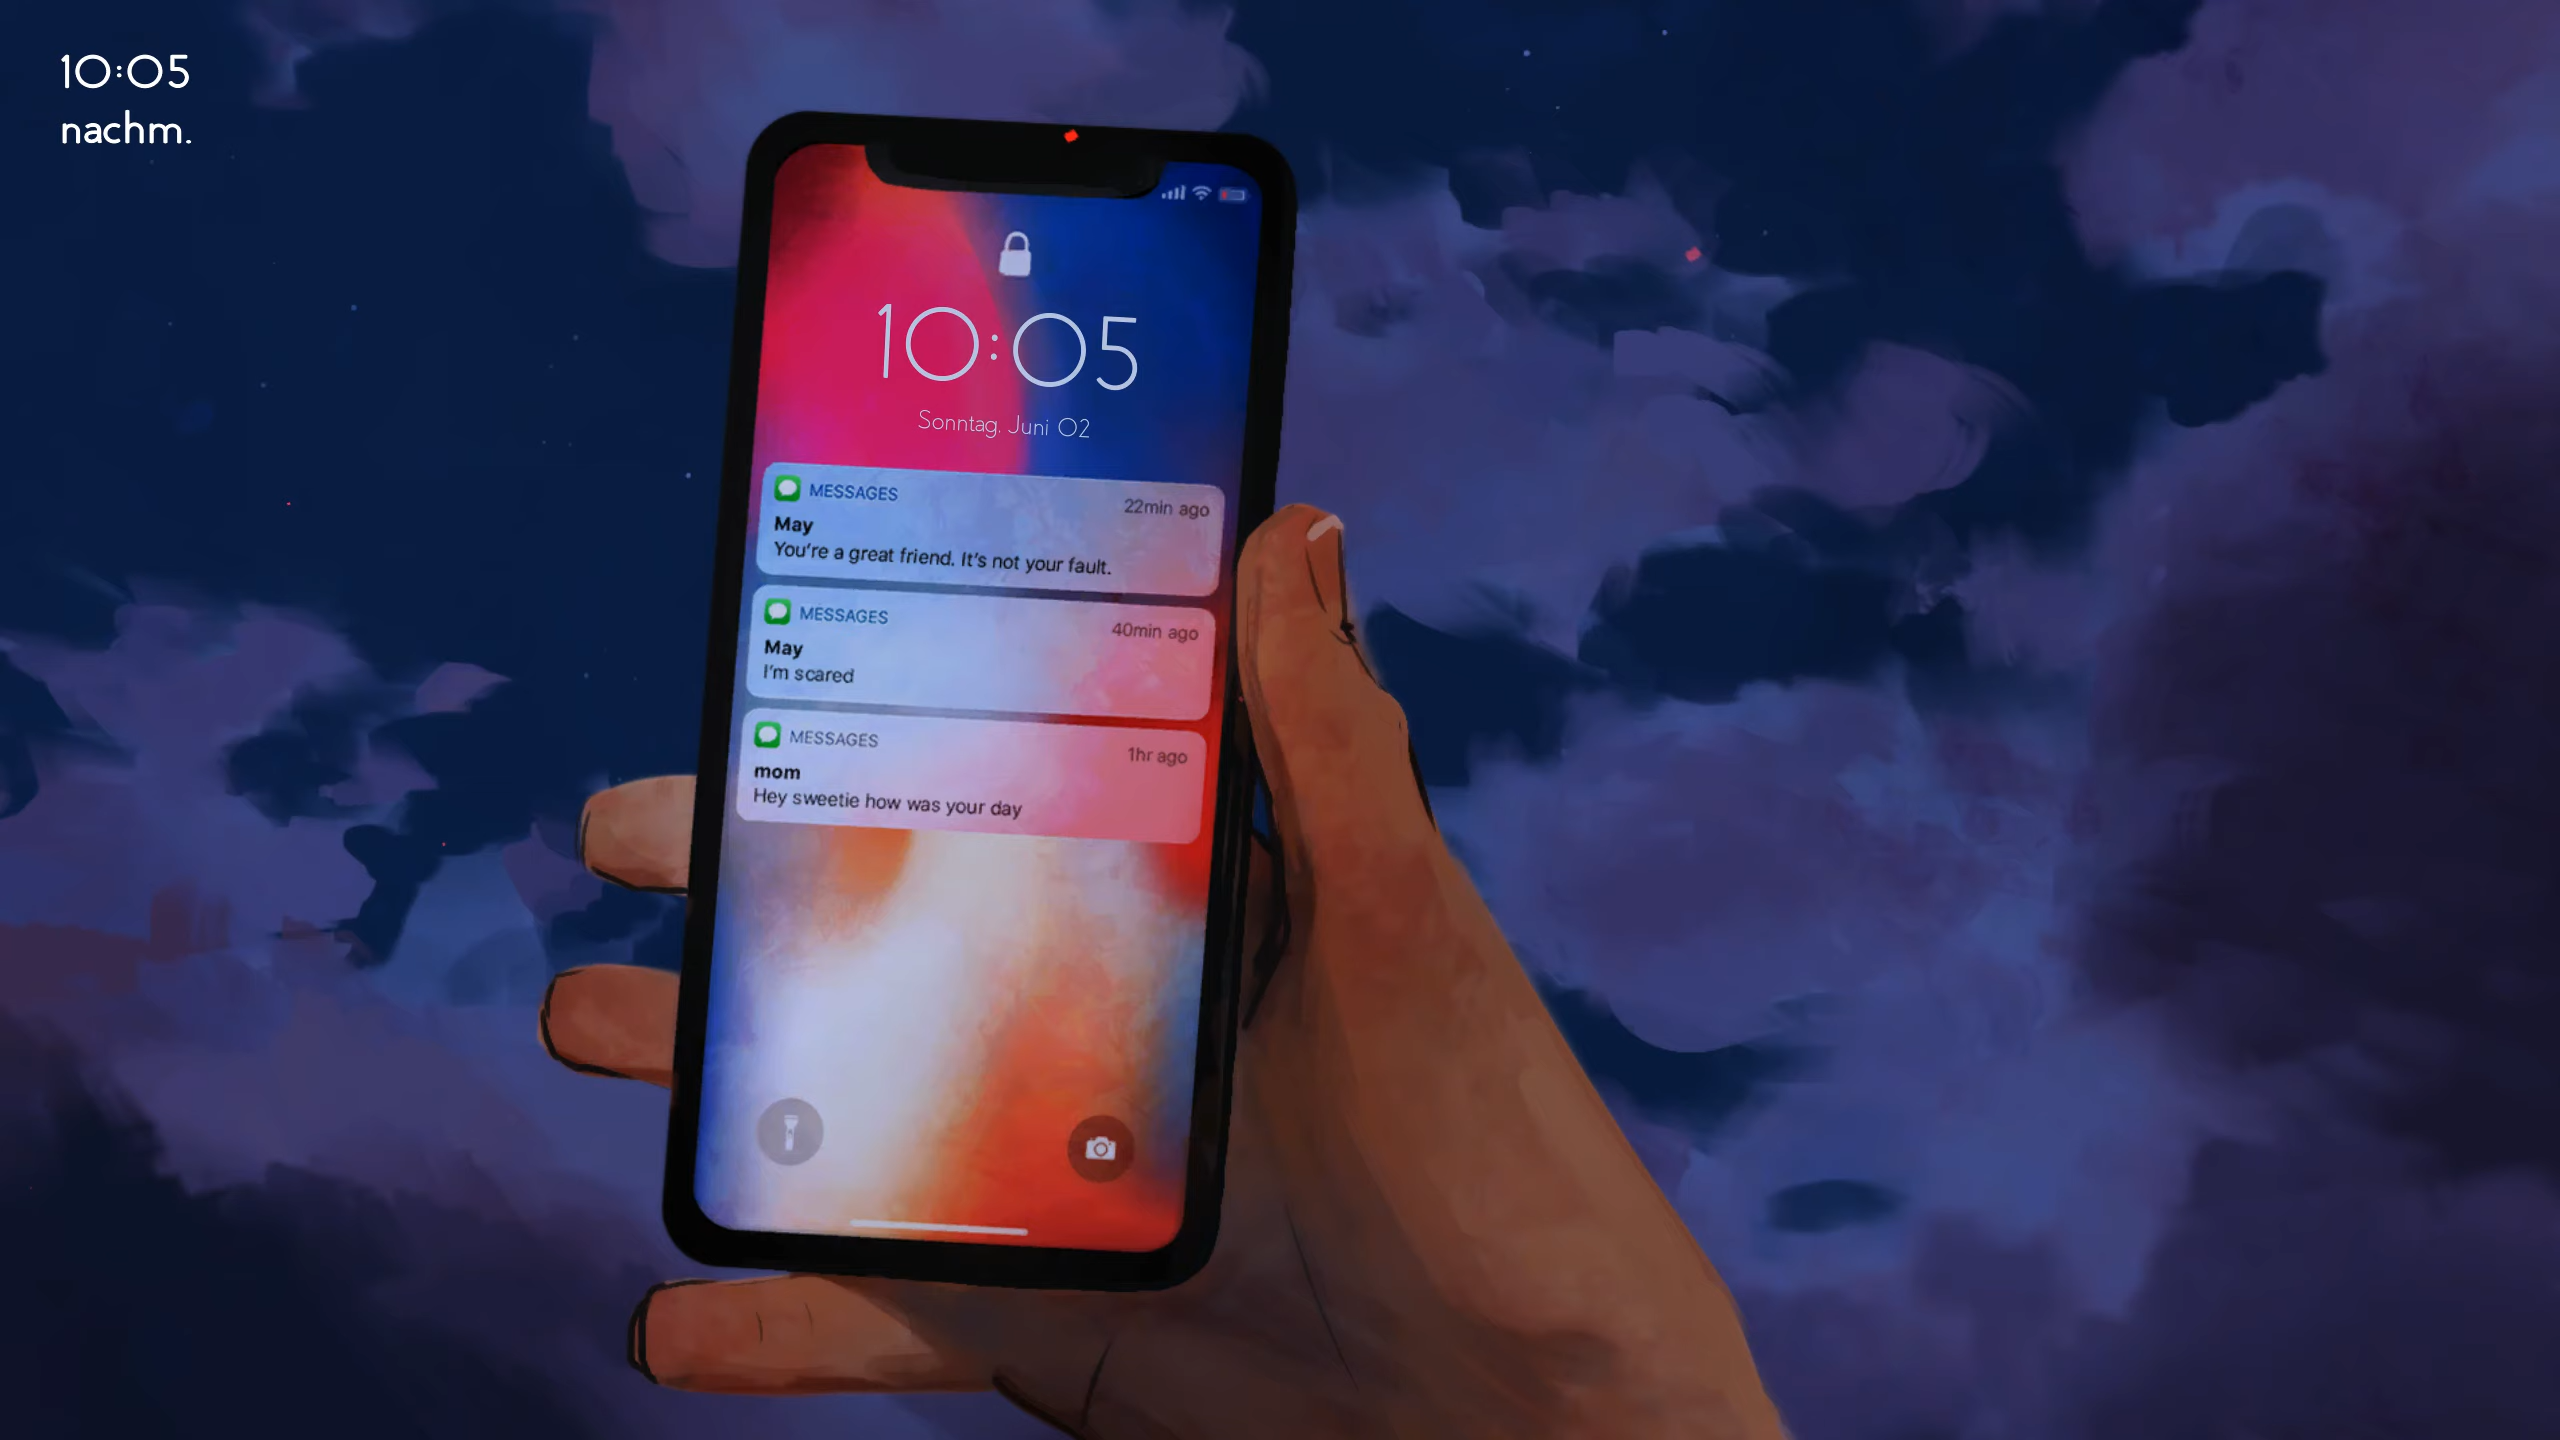 10:05
nachm.
10:05
Sonntag, Juni 02
MESSAGES
22min ago
May
You're a great friend. It's not your fault.
MESSAGES
40min ago
May
I'm scared
MESSAGES
1hr ago
mom
Hey sweetie how was your day